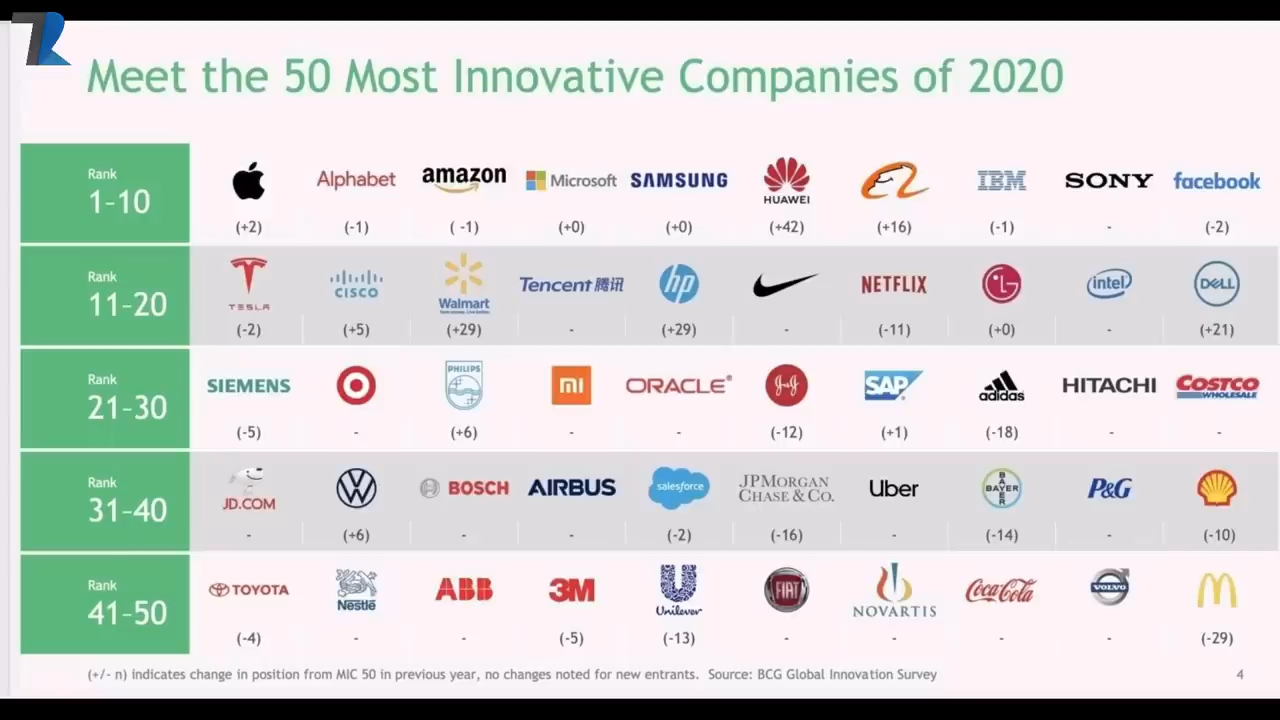 Meet the 50 Most Innovative Companies of 2020
Rank
1-10
Alphabet
amazon
Microsoft
SAMSUNG
HUAWEI
IBM
SONY
facebook
(+2)
(-1)
( -1)
(+0)
(+0)
(+42)
(+16)
(-1)
-
(-2)
Rank
11-20
TESLA
CISCO
Walmart
Tencent 腾讯
hp
NETFLIX
LG
intel
DELL
(-2)
(+5)
(+29)
-
(+29)
-
(-11)
(+0)
-
(+21)
Rank
21-30
SIEMENS
PHILIPS
mi
ORACLE®
J&J
SAP
adidas
HITACHI
COSTCO
WHOLESALE
(-5)
-
(+6)
-
-
(-12)
(+1)
(-18)
-
-
Rank
31-40
JD.COM
VW
BOSCH
AIRBUS
salesforce
JPMORGAN
CHASE & CO.
Uber
BAYER
BAYER
P&G
-
(+6)
-
-
(-2)
(-16)
-
(-14)
-
(-10)
Rank
41-50
TOYOTA
Nestlé
ABB
3M
Unilever
FIAT
NOVARTIS
Coca-Cola
VOLVO
(-4)
-
-
(-5)
(-13)
-
-
-
-
(-29)
(+/- n) indicates change in position from MIC 50 in previous year, no changes noted for new entrants. Source: BCG Global Innovation Survey
4